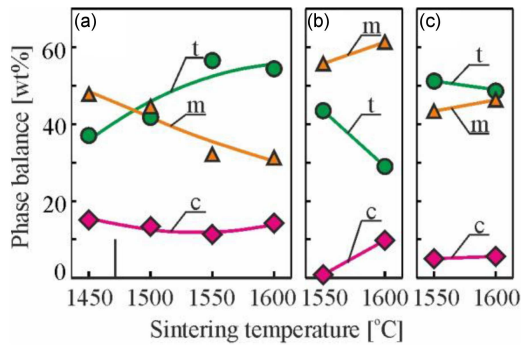 (a)
(b)
(c)
Phase balance [wt%]
60
40
20
0
t
m
c
m
t
c
t
m
c
1450 1500 1550 1600
1550 1600
1550 1600
Sintering temperature [°C]